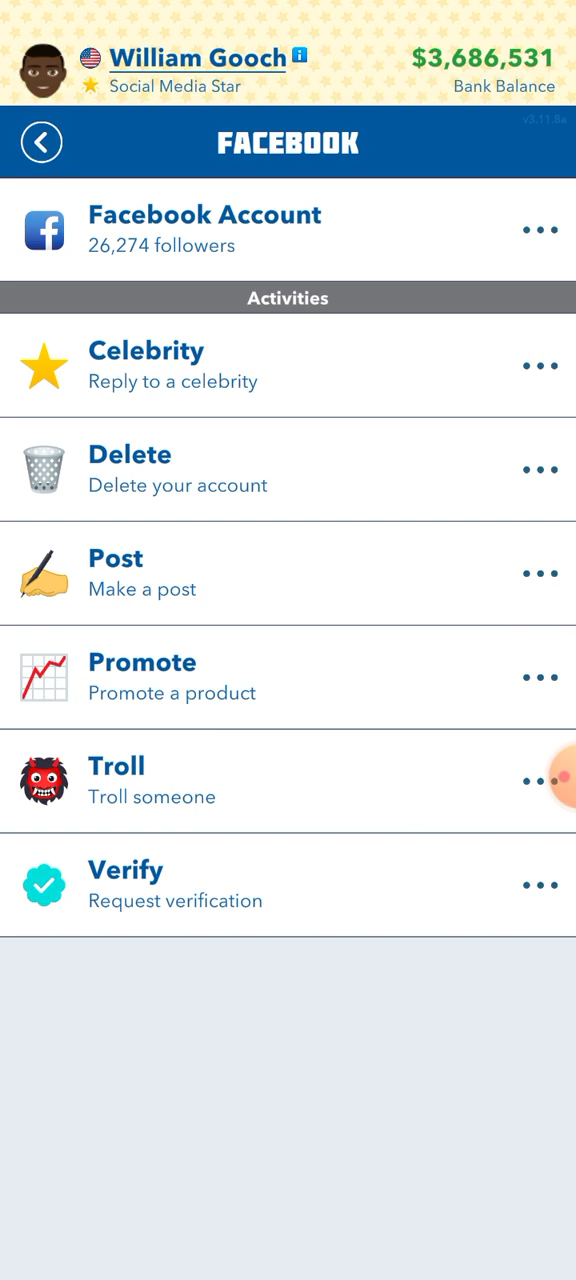 William Gooch
$3,686,531
Social Media Star
Bank Balance
v3.11.8a
FACEBOOK
Facebook Account
26,274 followers
Activities
Celebrity
Reply to a celebrity
Delete
Delete your account
Post
Make a post
Promote
Promote a product
Troll
Troll someone
Verify
Request verification